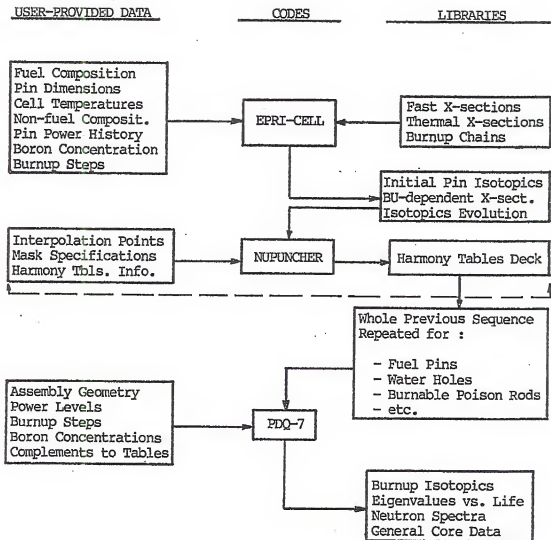 USER-PROVIDED DATA
CODES
LIBRARIES
Fuel Composition
Pin Dimensions
Cell Temperatures
Non-fuel Composit.
Pin Power History
Boron Concentration
Burnup Steps
EPRI-CELL
Fast X-sections
Thermal X-sections
Burnup Chains
Initial Pin Isotopics
BU-dependent X-sect.
Isotopics Evolution
Interpolation Points
Mask Specifications
Harmony Tbls. Info.
NUPUNCHER
Harmony Tables Deck
Whole Previous Sequence
Repeated for :
- Fuel Pins
- Water Holes
- Burnable Poison Rods
- etc.
Assembly Geometry
Power Levels
Burnup Steps
Boron Concentrations
Complements to Tables
PDQ-7
Burnup Isotopics
Eigenvalues vs. Life
Neutron Spectra
General Core Data